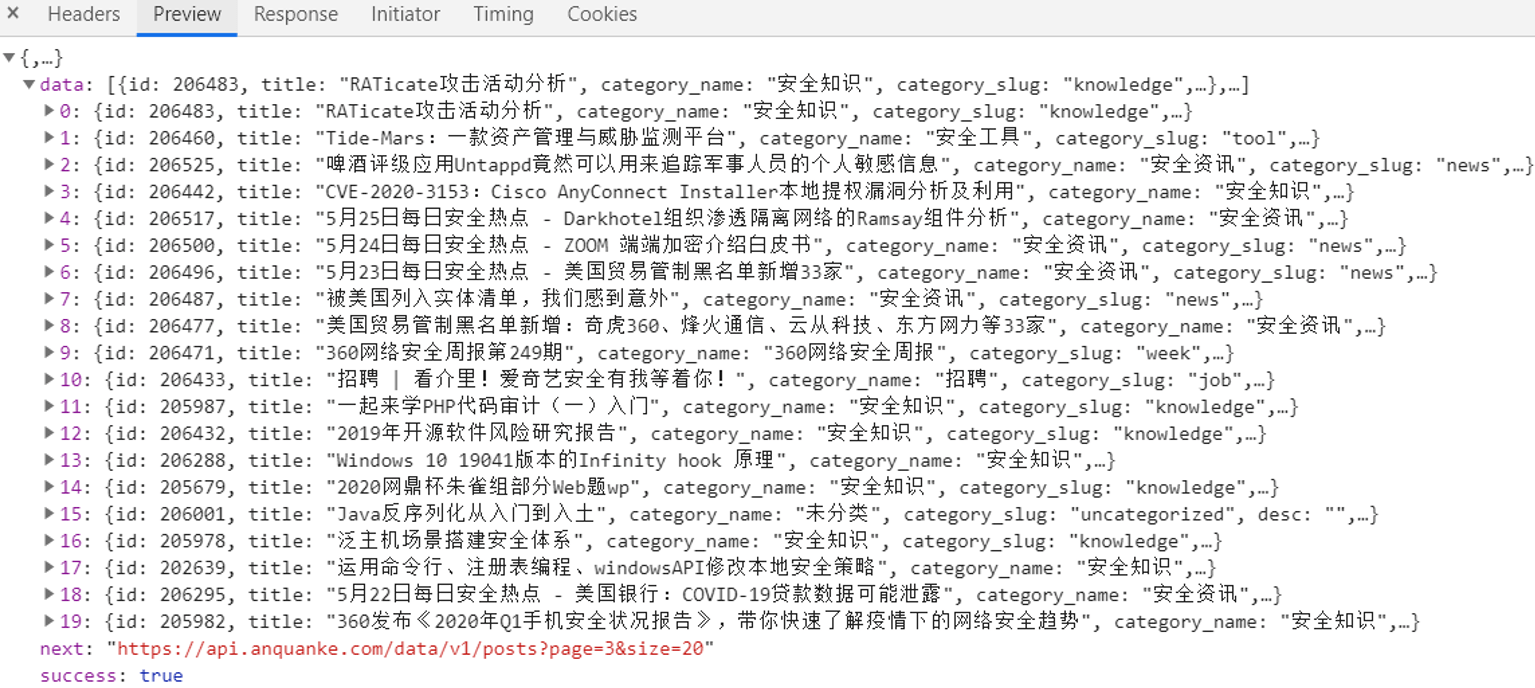 × Headers Preview Response Initiator Timing Cookies
▼{,…}
▼data: [{id: 206483, title: "RATicate攻击活动分析", category_name: "安全知识", category_slug: "knowledge",…},…]
▶0: {id: 206483, title: "RATicate攻击活动分析", category_name: "安全知识", category_slug: "knowledge",…}
▶1: {id: 206460, title: "Tide-Mars：一款资产管理与威胁监测平台", category_name: "安全工具", category_slug: "tool",…}
▶2: {id: 206525, title: "啤酒评级应用Untappd竟然可以用来追踪军事人员的个人敏感信息", category_name: "安全资讯", category_slug: "news",…}
▶3: {id: 206442, title: "CVE-2020-3153：Cisco AnyConnect Installer本地提权漏洞分析及利用", category_name: "安全知识",…}
▶4: {id: 206517, title: "5月25日每日安全热点 - Darkhotel组织渗透隔离网络的Ramsay组件分析", category_name: "安全资讯",…}
▶5: {id: 206500, title: "5月24日每日安全热点 - ZOOM 端端加密介绍白皮书", category_name: "安全资讯", category_slug: "news",…}
▶6: {id: 206496, title: "5月23日每日安全热点 - 美国贸易管制黑名单新增33家", category_name: "安全资讯", category_slug: "news",…}
▶7: {id: 206487, title: "被美国列入实体清单，我们感到意外", category_name: "安全资讯", category_slug: "news",…}
▶8: {id: 206477, title: "美国贸易管制黑名单新增：奇虎360、烽火通信、云从科技、东方网力等33家", category_name: "安全资讯",…}
▶9: {id: 206471, title: "360网络安全周报第249期", category_name: "360网络安全周报", category_slug: "week",…}
▶10: {id: 206433, title: "招聘 | 看介里！爱奇艺安全有我等着你！", category_name: "招聘", category_slug: "job",…}
▶11: {id: 205987, title: "一起来学PHP代码审计（一）入门", category_name: "安全知识", category_slug: "knowledge",…}
▶12: {id: 206432, title: "2019年开源软件风险研究报告", category_name: "安全知识", category_slug: "knowledge",…}
▶13: {id: 206288, title: "Windows 10 19041版本的Infinity hook 原理", category_name: "安全知识",…}
▶14: {id: 205679, title: "2020网鼎杯朱雀组部分Web题wp", category_name: "安全知识", category_slug: "knowledge",…}
▶15: {id: 206001, title: "Java反序列化从入门到入土", category_name: "未分类", category_slug: "uncategorized", desc: "",…}
▶16: {id: 205978, title: "泛主机场景搭建安全体系", category_name: "安全知识", category_slug: "knowledge",…}
▶17: {id: 202639, title: "运用命令行、注册表编程、windowsAPI修改本地安全策略", category_name: "安全知识",…}
▶18: {id: 206295, title: "5月22日每日安全热点 - 美国银行：COVID-19贷款数据可能泄露", category_name: "安全资讯",…}
▶19: {id: 205982, title: "360发布《2020年Q1手机安全状况报告》，带你快速了解疫情下的网络安全趋势", category_name: "安全知识",…}
next: "https://api.anquanke.com/data/v1/posts?page=3&size=20"
success: true